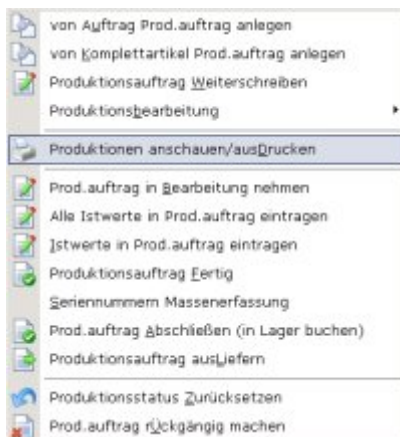 von Auftrag Prod.auftrag anlegen
von Komplettartikel Prod.auftrag anlegen
Produktionsauftrag Weiterschreiben
Produktionsbearbeitung
Produktionen anschauen/ausDrucken
Prod.auftrag in Bearbeitung nehmen
Alle Istwerte in Prod.auftrag eintragen
Istwerte in Prod.auftrag eintragen
Produktionsauftrag Fertig
Seriennummern Massenerfassung
Prod.auftrag Abschließen (in Lager buchen)
Produktionsauftrag ausLiefern
Produktionsstatus Zurücksetzen
Prod.auftrag rÜckgängig machen